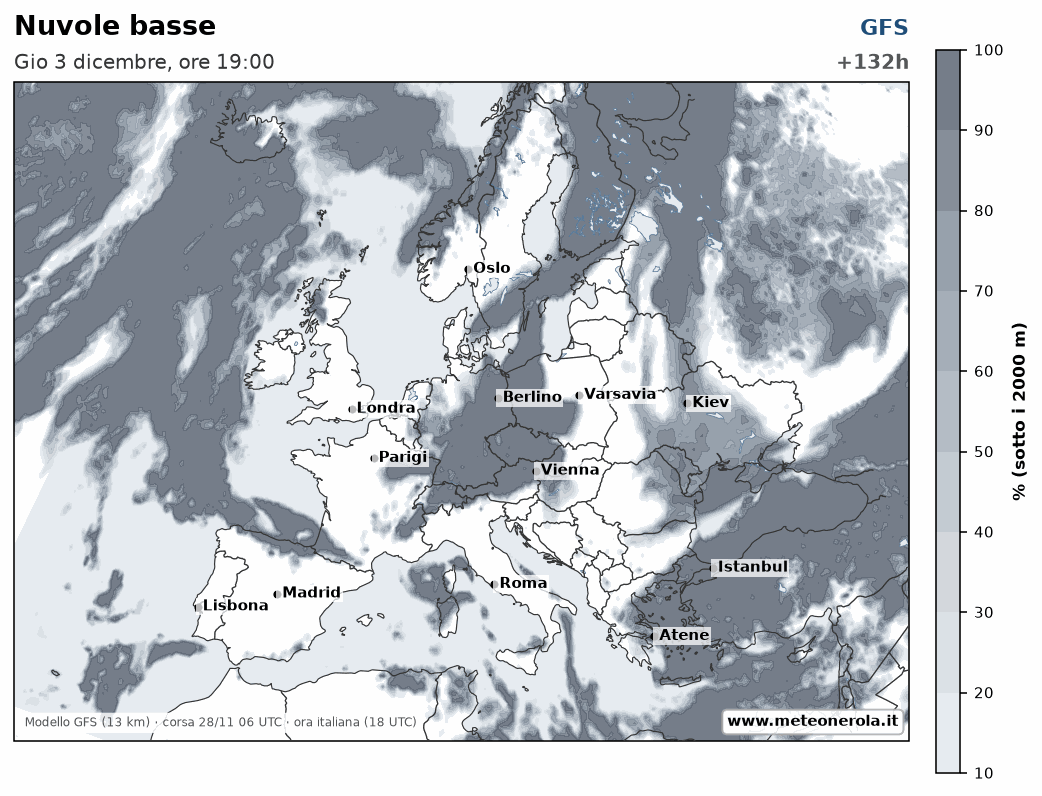 Nuvole basse
GFS
Gio 3 dicembre, ore 19:00
+132h
Oslo
Londra
Berlino
Varsavia
Kiev
Parigi
Vienna
Istanbul
Roma
Madrid
Lisbona
Atene
Modello GFS (13 km) · corsa 28/11 06 UTC · ora italiana (18 UTC)
www.meteonerola.it
100
90
80
70
60
50
40
30
20
10
% (sotto i 2000 m)